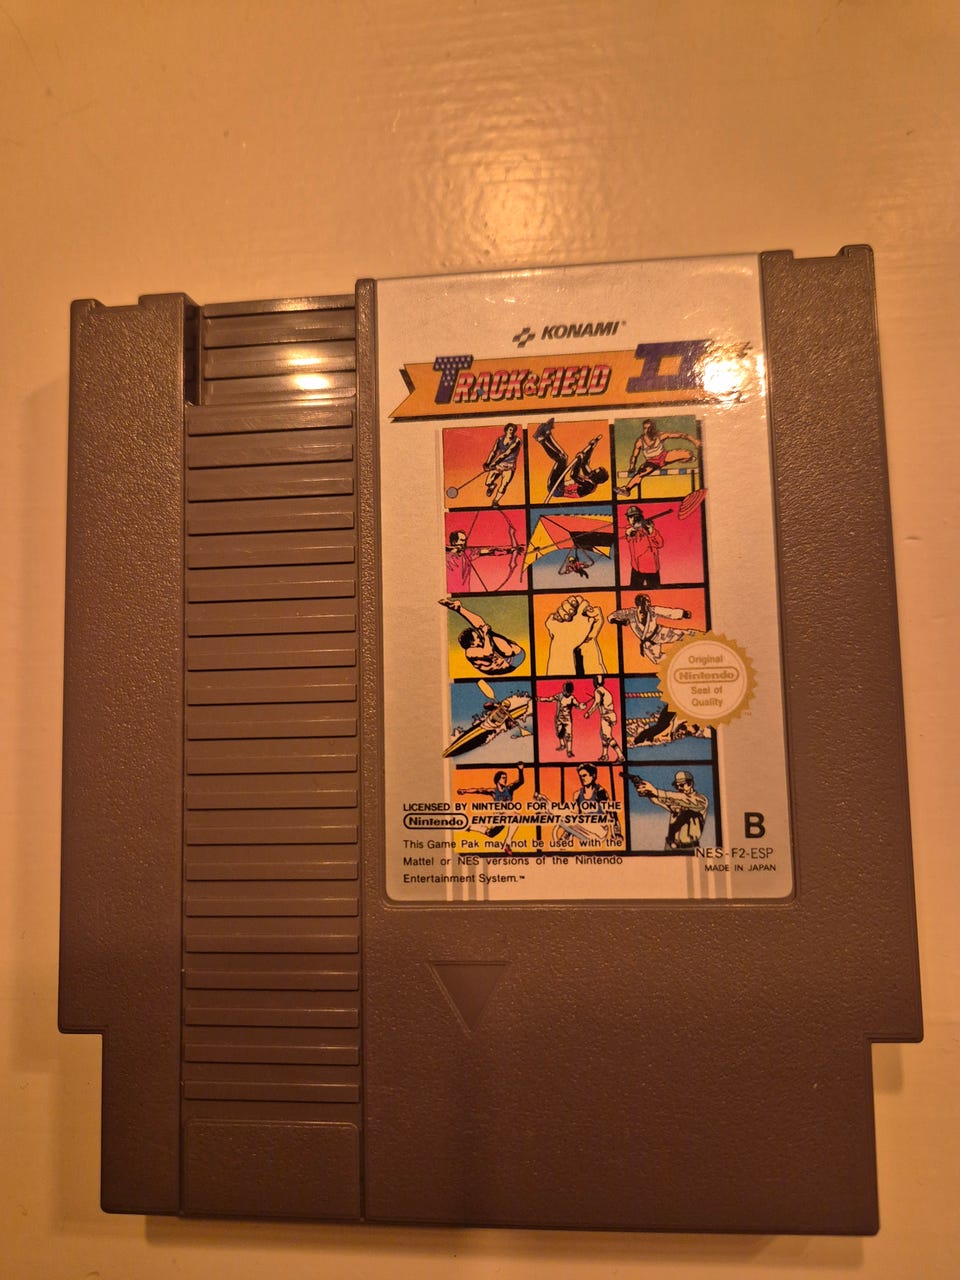 KONAMI®
TRACK & FIELD II
Original
Nintendo
Seal of
Quality
LICENSED BY NINTENDO FOR PLAY ON THE
Nintendo ENTERTAINMENT SYSTEM™
This Game Pak may not be used with the
Mattel or NES versions of the Nintendo
Entertainment System.™
B
NES-F2-ESP
MADE IN JAPAN